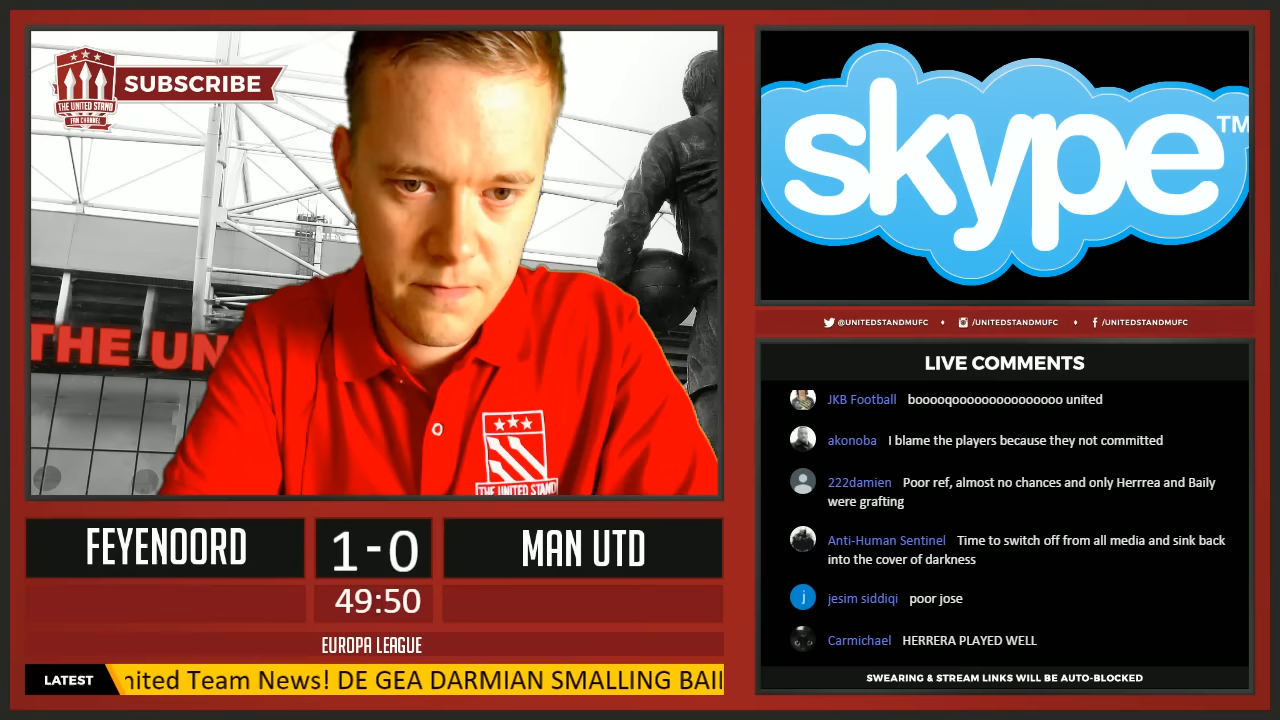 SUBSCRIBE
THE UNITED STAND
FAN CHANNEL
THE UN
THE UNITED STAND
skype™
@UNITEDSTANDMUFC ♦ /UNITEDSTANDMUFC ♦ /UNITEDSTANDMUFC
LIVE COMMENTS
JKB Football booooqooooooooooooooo united
akonoba I blame the players because they not committed
222damien Poor ref, almost no chances and only Herrrea and Baily
were grafting
Anti-Human Sentinel Time to switch off from all media and sink back
into the cover of darkness
j jesim siddiqi poor jose
Carmichael HERRERA PLAYED WELL
SWEARING & STREAM LINKS WILL BE AUTO-BLOCKED
FEYENOORD 1-0 MAN UTD
49:50
EUROPA LEAGUE
LATEST nited Team News! DE GEA DARMIAN SMALLING BAI